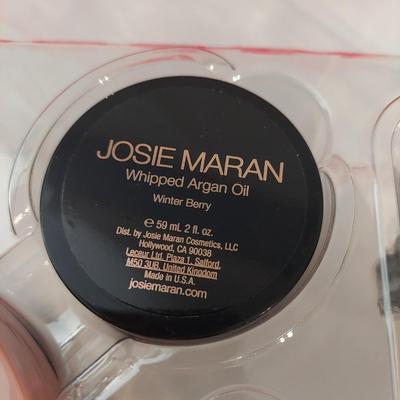 JOSIE MARAN
Whipped Argan Oil
Winter Berry
℮ 59 mL 2 fl. oz.
Dist. by Josie Maran Cosmetics, LLC
Hollywood, CA 90038
Leceur Ltd. Plaza 1, Salford,
M50 3UB, United Kingdom
Made in U.S.A.
josiemaran.com